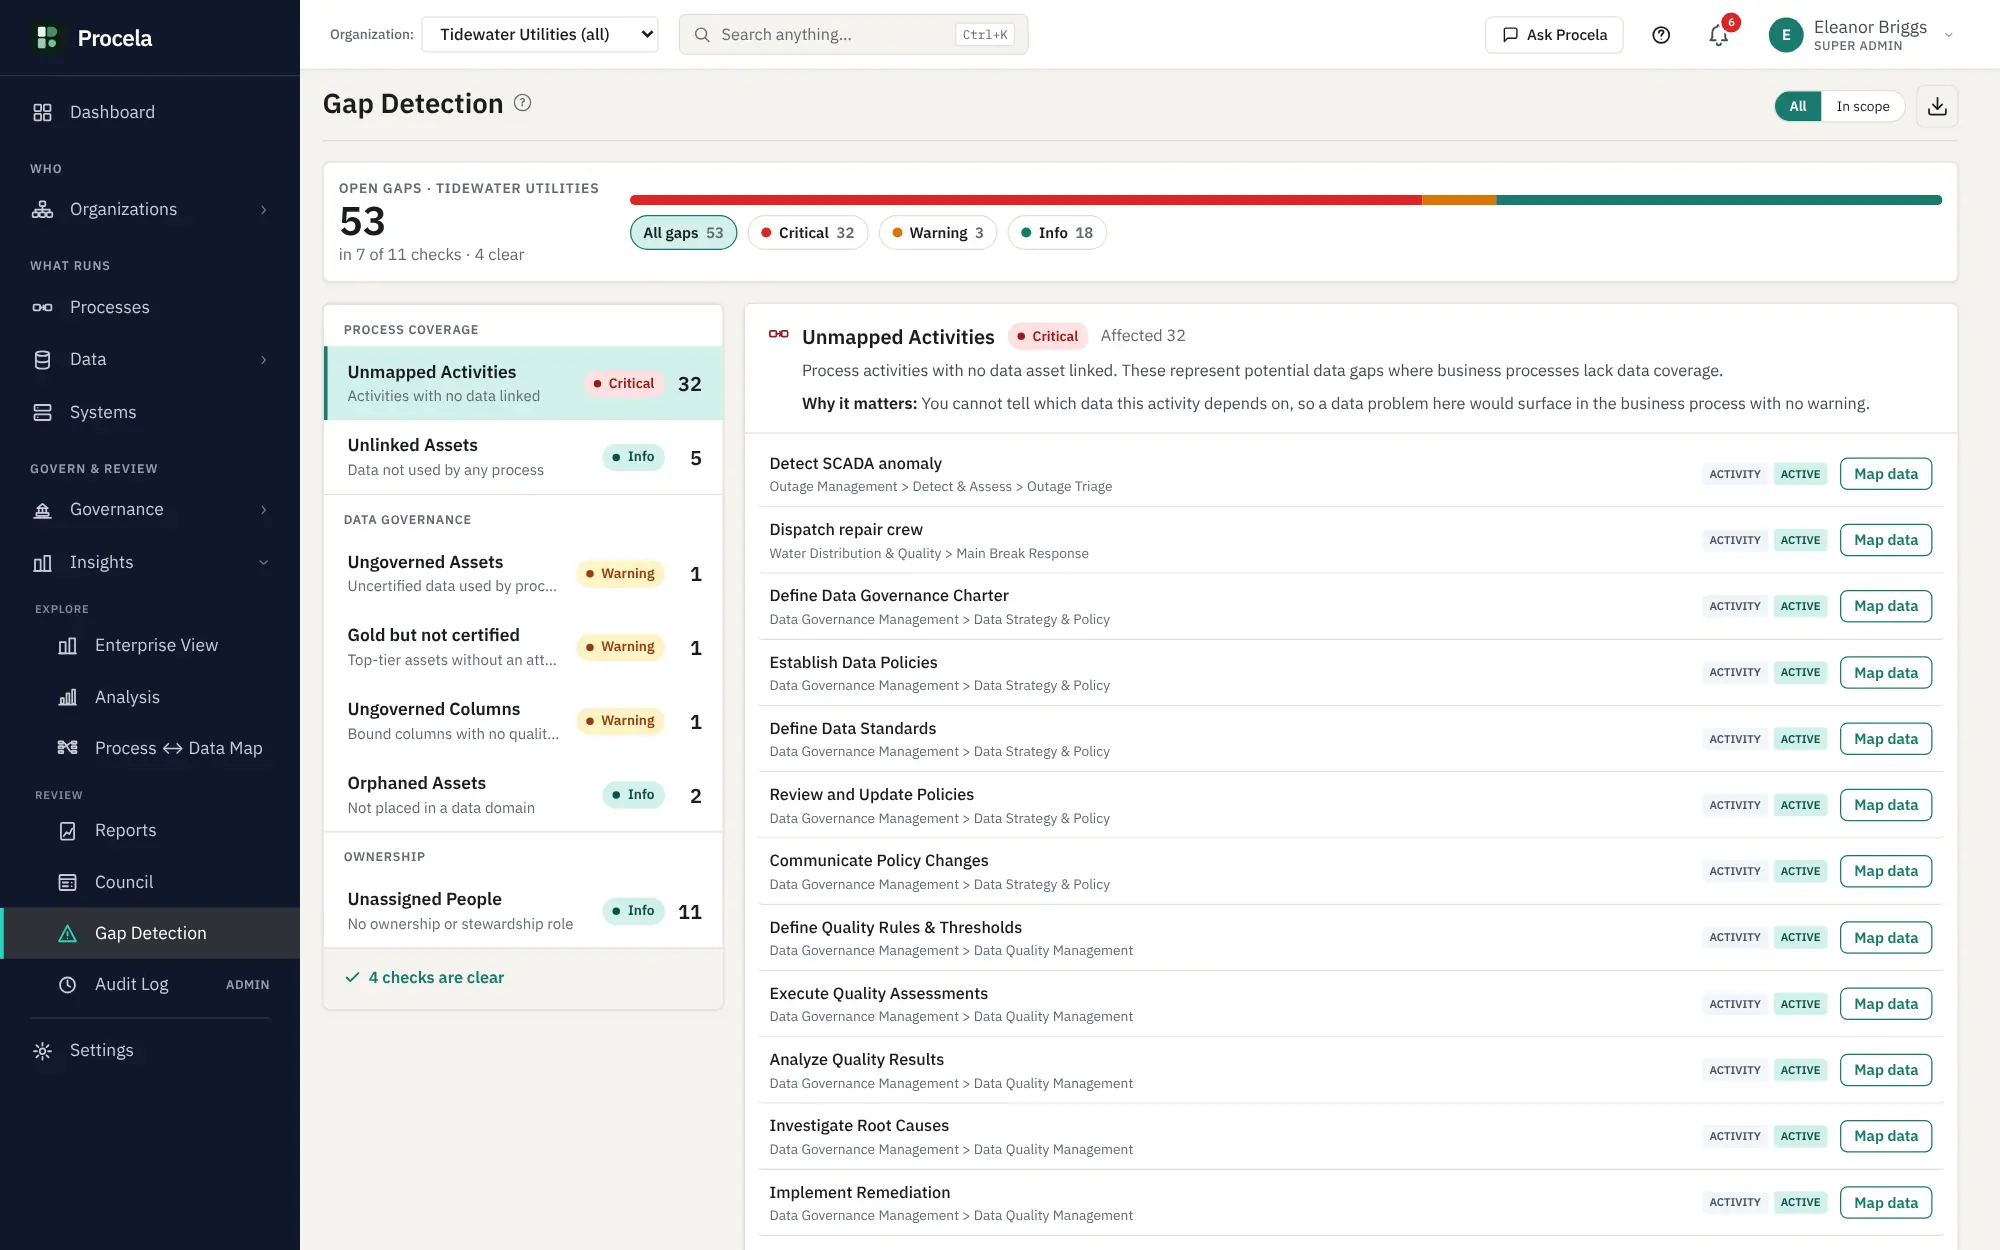 Procela
Organization:
Tidewater Utilities (all)
Search anything...
Ctrl+K
Ask Procela
6
E
Eleanor Briggs
SUPER ADMIN
Dashboard
WHO
Organizations
WHAT RUNS
Processes
Data
Systems
GOVERN & REVIEW
Governance
Insights
EXPLORE
Enterprise View
Analysis
Process ↔ Data Map
REVIEW
Reports
Council
Gap Detection
Audit Log ADMIN
Settings
Gap Detection
All
In scope
OPEN GAPS · TIDEWATER UTILITIES
53
in 7 of 11 checks · 4 clear
All gaps 53
Critical 32
Warning 3
Info 18
PROCESS COVERAGE
Unmapped Activities
Activities with no data linked
Critical 32
Unlinked Assets
Data not used by any process
Info 5
DATA GOVERNANCE
Ungoverned Assets
Uncertified data used by proc...
Warning 1
Gold but not certified
Top-tier assets without an att...
Warning 1
Ungoverned Columns
Bound columns with no qualit...
Warning 1
Orphaned Assets
Not placed in a data domain
Info 2
OWNERSHIP
Unassigned People
No ownership or stewardship role
Info 11
4 checks are clear
Unmapped Activities Critical Affected 32
Process activities with no data asset linked. These represent potential data gaps where business processes lack data coverage.
Why it matters: You cannot tell which data this activity depends on, so a data problem here would surface in the business process with no warning.
Detect SCADA anomaly
Outage Management > Detect & Assess > Outage Triage
ACTIVITY ACTIVE Map data
Dispatch repair crew
Water Distribution & Quality > Main Break Response
ACTIVITY ACTIVE Map data
Define Data Governance Charter
Data Governance Management > Data Strategy & Policy
ACTIVITY ACTIVE Map data
Establish Data Policies
Data Governance Management > Data Strategy & Policy
ACTIVITY ACTIVE Map data
Define Data Standards
Data Governance Management > Data Strategy & Policy
ACTIVITY ACTIVE Map data
Review and Update Policies
Data Governance Management > Data Strategy & Policy
ACTIVITY ACTIVE Map data
Communicate Policy Changes
Data Governance Management > Data Strategy & Policy
ACTIVITY ACTIVE Map data
Define Quality Rules & Thresholds
Data Governance Management > Data Quality Management
ACTIVITY ACTIVE Map data
Execute Quality Assessments
Data Governance Management > Data Quality Management
ACTIVITY ACTIVE Map data
Analyze Quality Results
Data Governance Management > Data Quality Management
ACTIVITY ACTIVE Map data
Investigate Root Causes
Data Governance Management > Data Quality Management
ACTIVITY ACTIVE Map data
Implement Remediation
Data Governance Management > Data Quality Management
ACTIVITY ACTIVE Map data